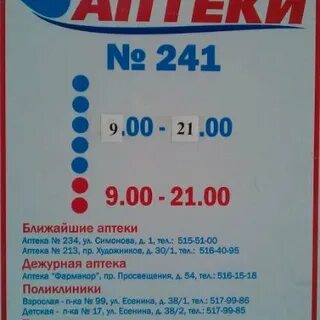 АПТЕКИ
№ 241
9.00 - 21.00
9.00 - 21.00
Ближайшие аптеки
Аптека № 234, ул. Симонова, д. 1, тел.: 515-51-00
Аптека № 213, пр. Художников, д. 30/1, тел.: 516-40-95
Дежурная аптека
Аптека "Фармакор", пр. Просвещения, д. 54, тел.: 516-15-18
Поликлиники
Взрослая - п-ка № 99, ул. Есенина, д. 38/1, тел.: 517-99-86
Детская - п-ка № 17, ул. Есенина, д. 38/2, тел.: 517-99-85